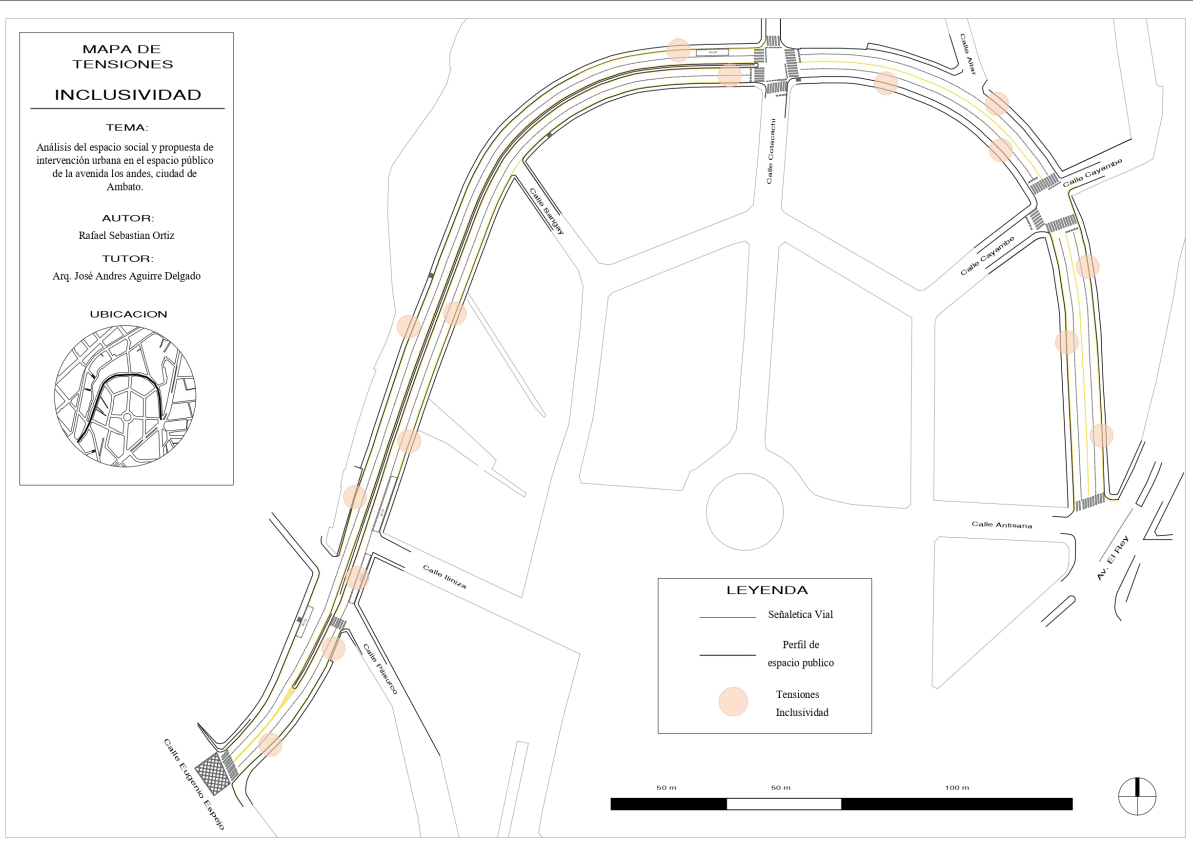 MAPA DE
TENSIONES
INCLUSIVIDAD
TEMA:
Análisis del espacio social y propuesta de
intervención urbana en el espacio público
de la avenida los andes, ciudad de
Ambato.
AUTOR:
Rafael Sebastian Ortiz
TUTOR:
Arq. José Andres Aguirre Delgado
UBICACION
Calle Altar
Calle Cotacachi
Calle Cayambe
Calle Sangay
Calle Cayambe
Calle Antisana
Av. El Rey
Calle Iliniza
Calle Pilisurco
Calle Eugenio Espejo
LEYENDA
Señaletica Vial
Perfil de
espacio publico
Tensiones
Inclusividad
50 m
50 m
100 m